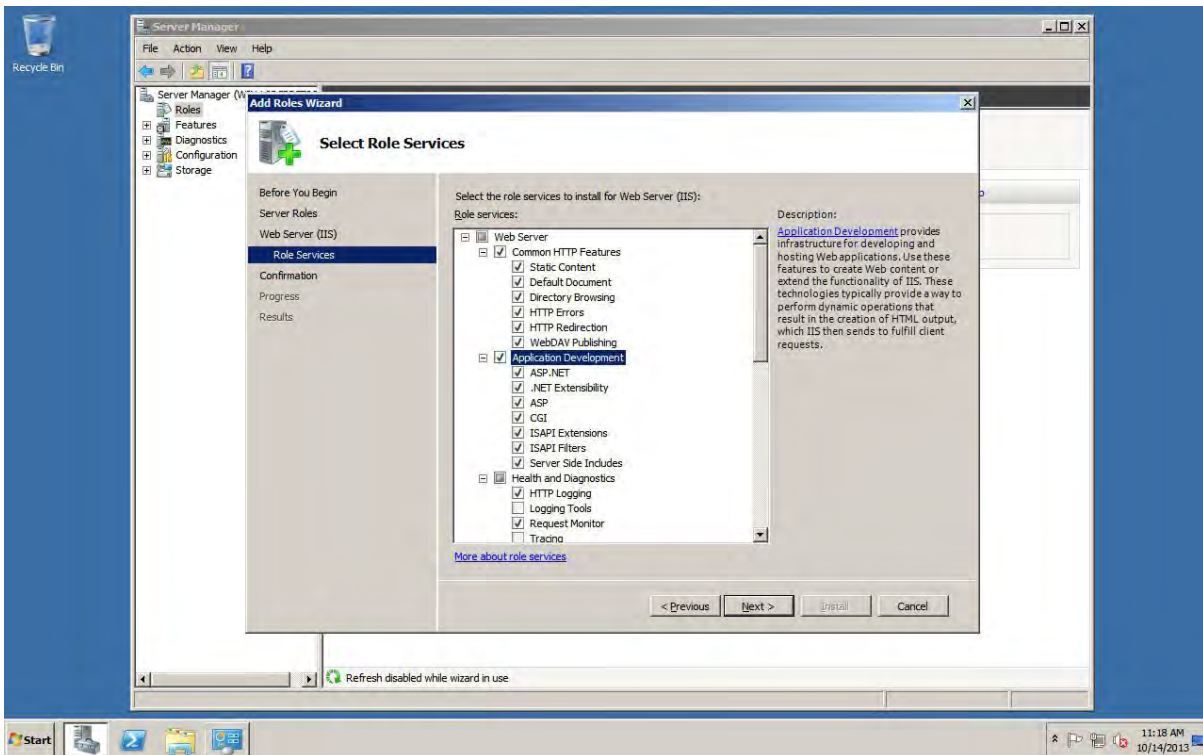 Recycle Bin
Server Manager
File Action View Help
Server Manager (W
Roles
Features
Diagnostics
Configuration
Storage
Add Roles Wizard
Select Role Services
Before You Begin
Server Roles
Web Server (IIS)
Role Services
Confirmation
Progress
Results
Select the role services to install for Web Server (IIS):
Role services:
Web Server
Common HTTP Features
Static Content
Default Document
Directory Browsing
HTTP Errors
HTTP Redirection
WebDAV Publishing
Application Development
ASP.NET
.NET Extensibility
ASP
CGI
ISAPI Extensions
ISAPI Filters
Server Side Includes
Health and Diagnostics
HTTP Logging
Logging Tools
Request Monitor
Tracing
More about role services
Description:
Application Development provides
infrastructure for developing and
hosting Web applications. Use these
features to create Web content or
extend the functionality of IIS. These
technologies typically provide a way to
perform dynamic operations that
result in the creation of HTML output,
which IIS then sends to fulfill client
requests.
< Previous Next > Install Cancel
Refresh disabled while wizard in use
Start
11:18 AM
10/14/2013